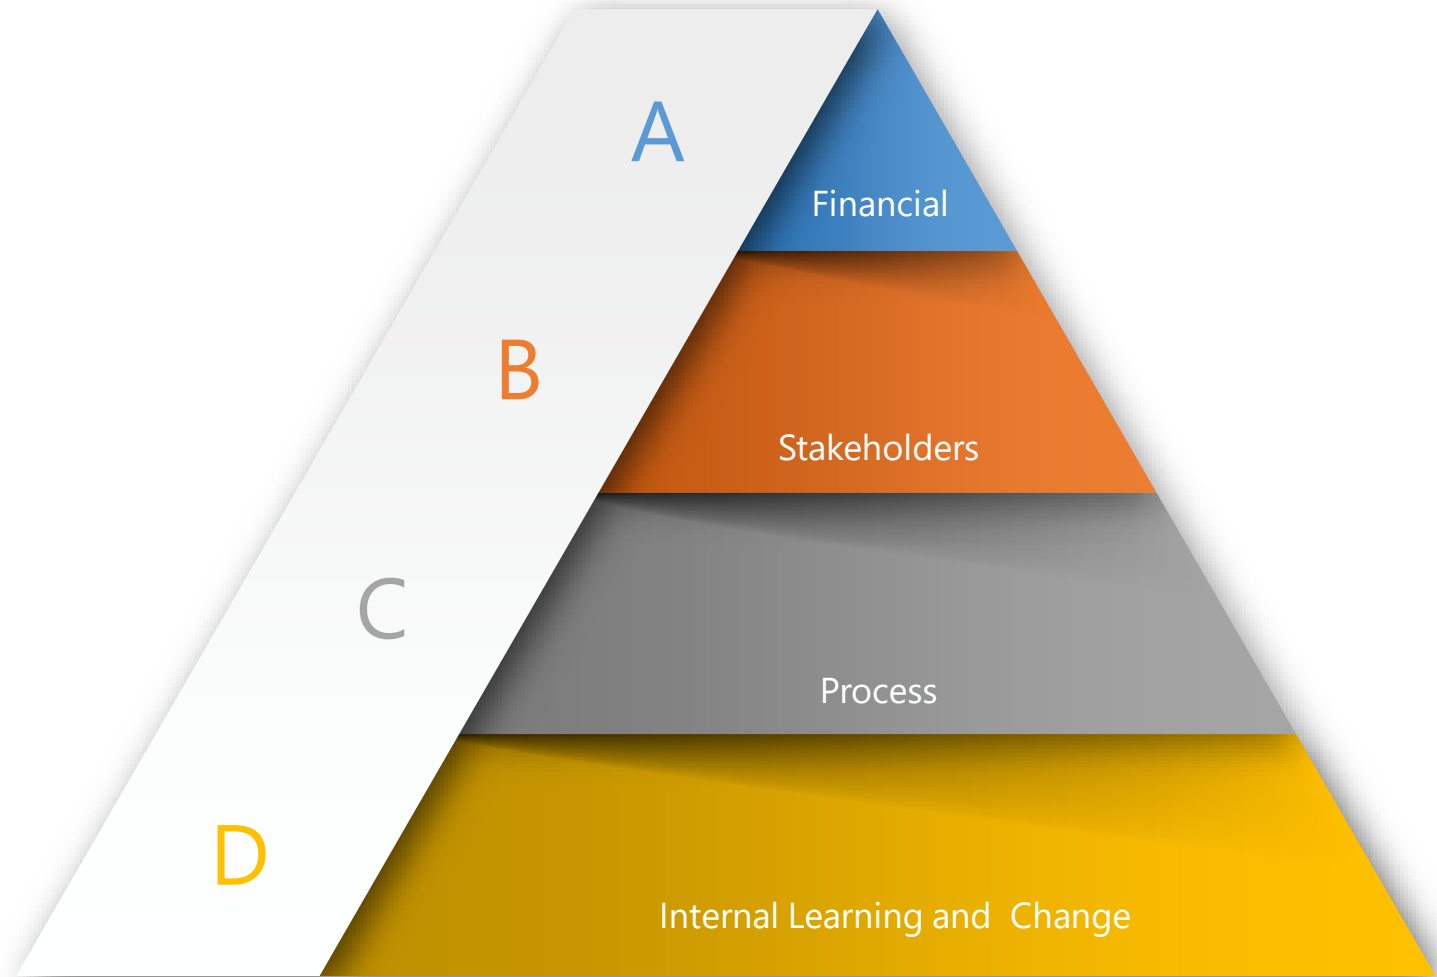 A
Financial
B
Stakeholders
C
Process
D
Internal Learning and  Change